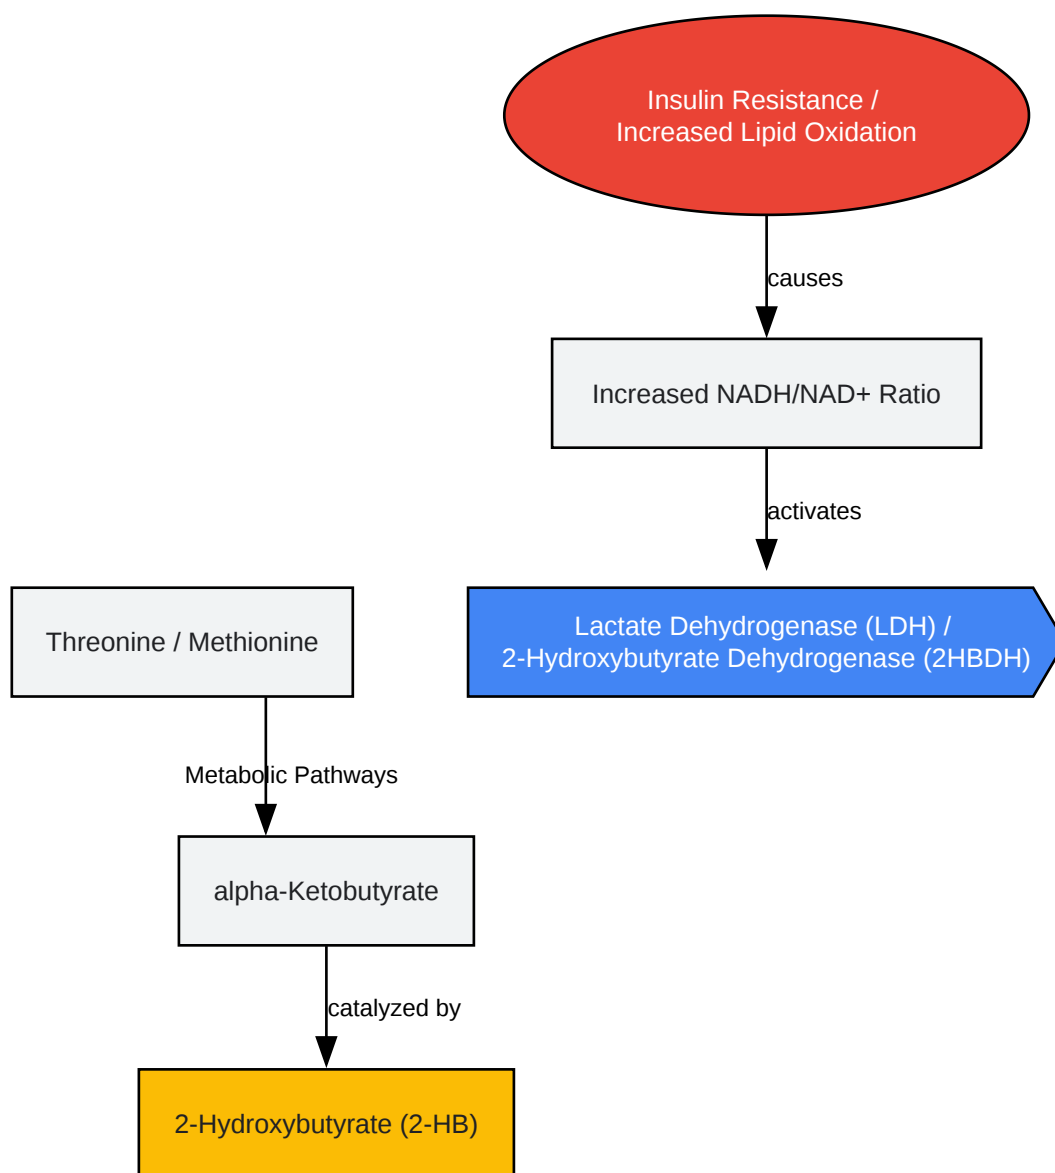 Insulin Resistance /
Increased Lipid Oxidation
causes
Increased NADH/NAD+ Ratio
activates
Lactate Dehydrogenase (LDH) /
2-Hydroxybutyrate Dehydrogenase (2HBDH)
Threonine / Methionine
Metabolic Pathways
alpha-Ketobutyrate
catalyzed by
2-Hydroxybutyrate (2-HB)